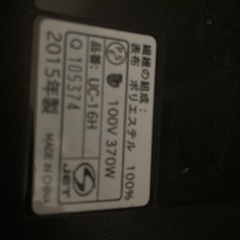 繊維の組成:
表布 ポリエステル 100%
PSE 100V 370W
品番: UC-16H
Q 105374
2015年製
MADE IN CHINA
JET